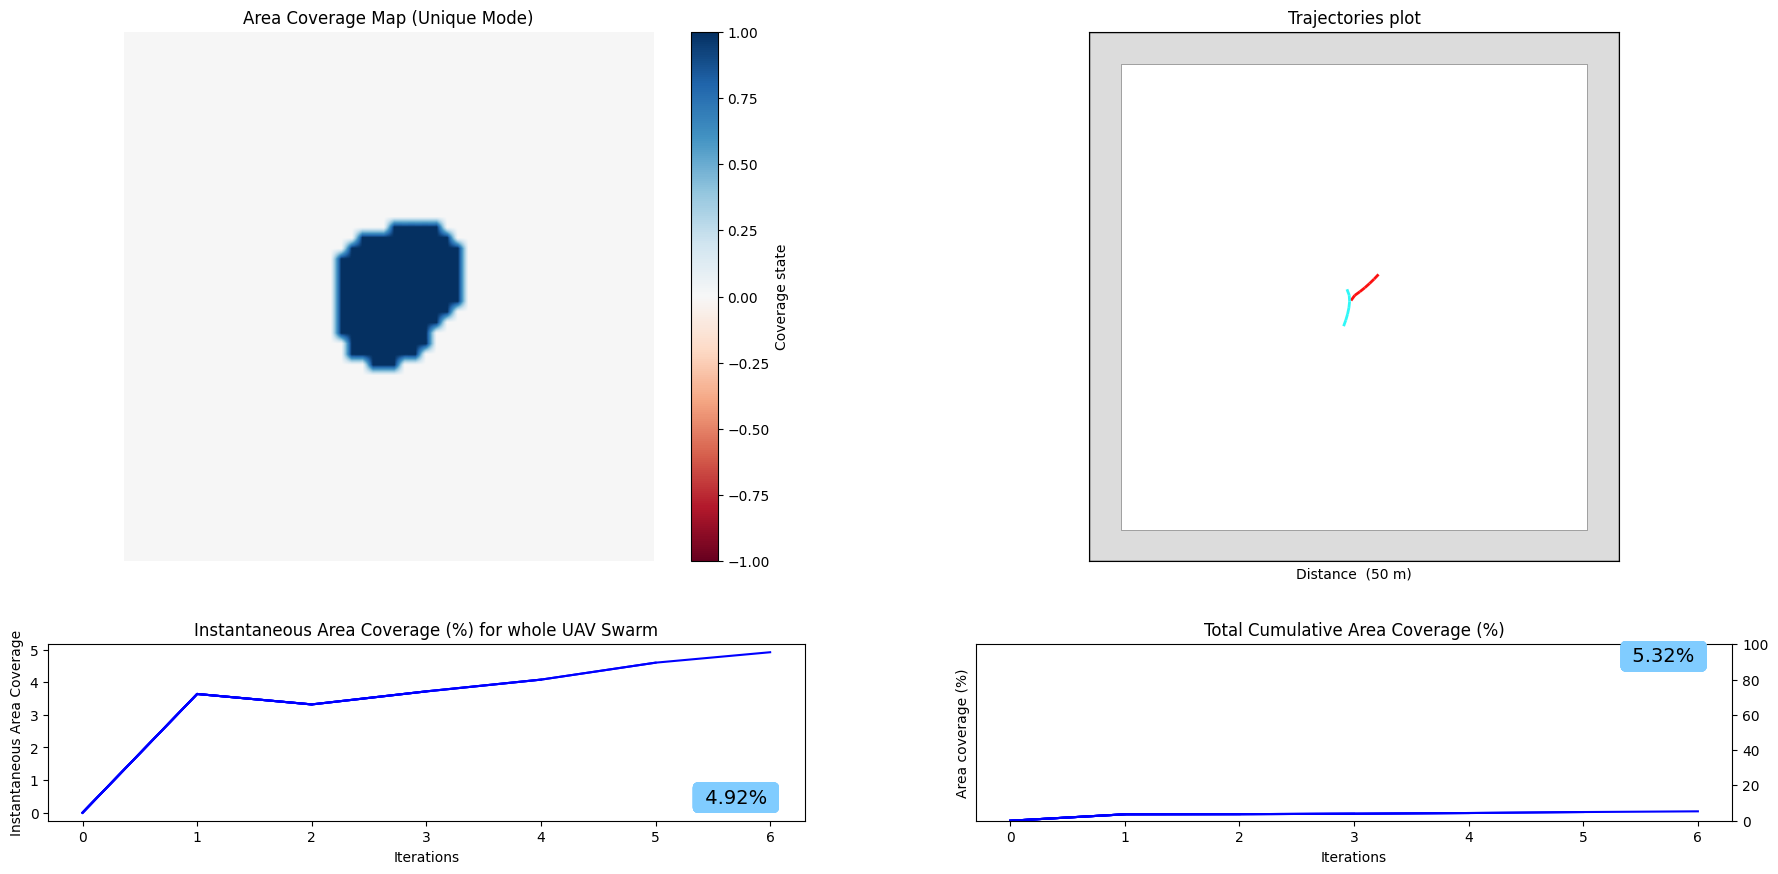 Area Coverage Map (Unique Mode)
1.00
0.75
0.50
0.25
0.00
−0.25
−0.50
−0.75
−1.00
Coverage state
Trajectories plot
Distance  (50 m)
Instantaneous Area Coverage (%) for whole UAV Swarm
Instantaneous Area Coverage
5
4
3
2
1
0
4.92%
0 1 2 3 4 5 6
Iterations
Total Cumulative Area Coverage (%)
Area coverage (%)
5.32%
100
80
60
40
20
0
0 1 2 3 4 5 6
Iterations